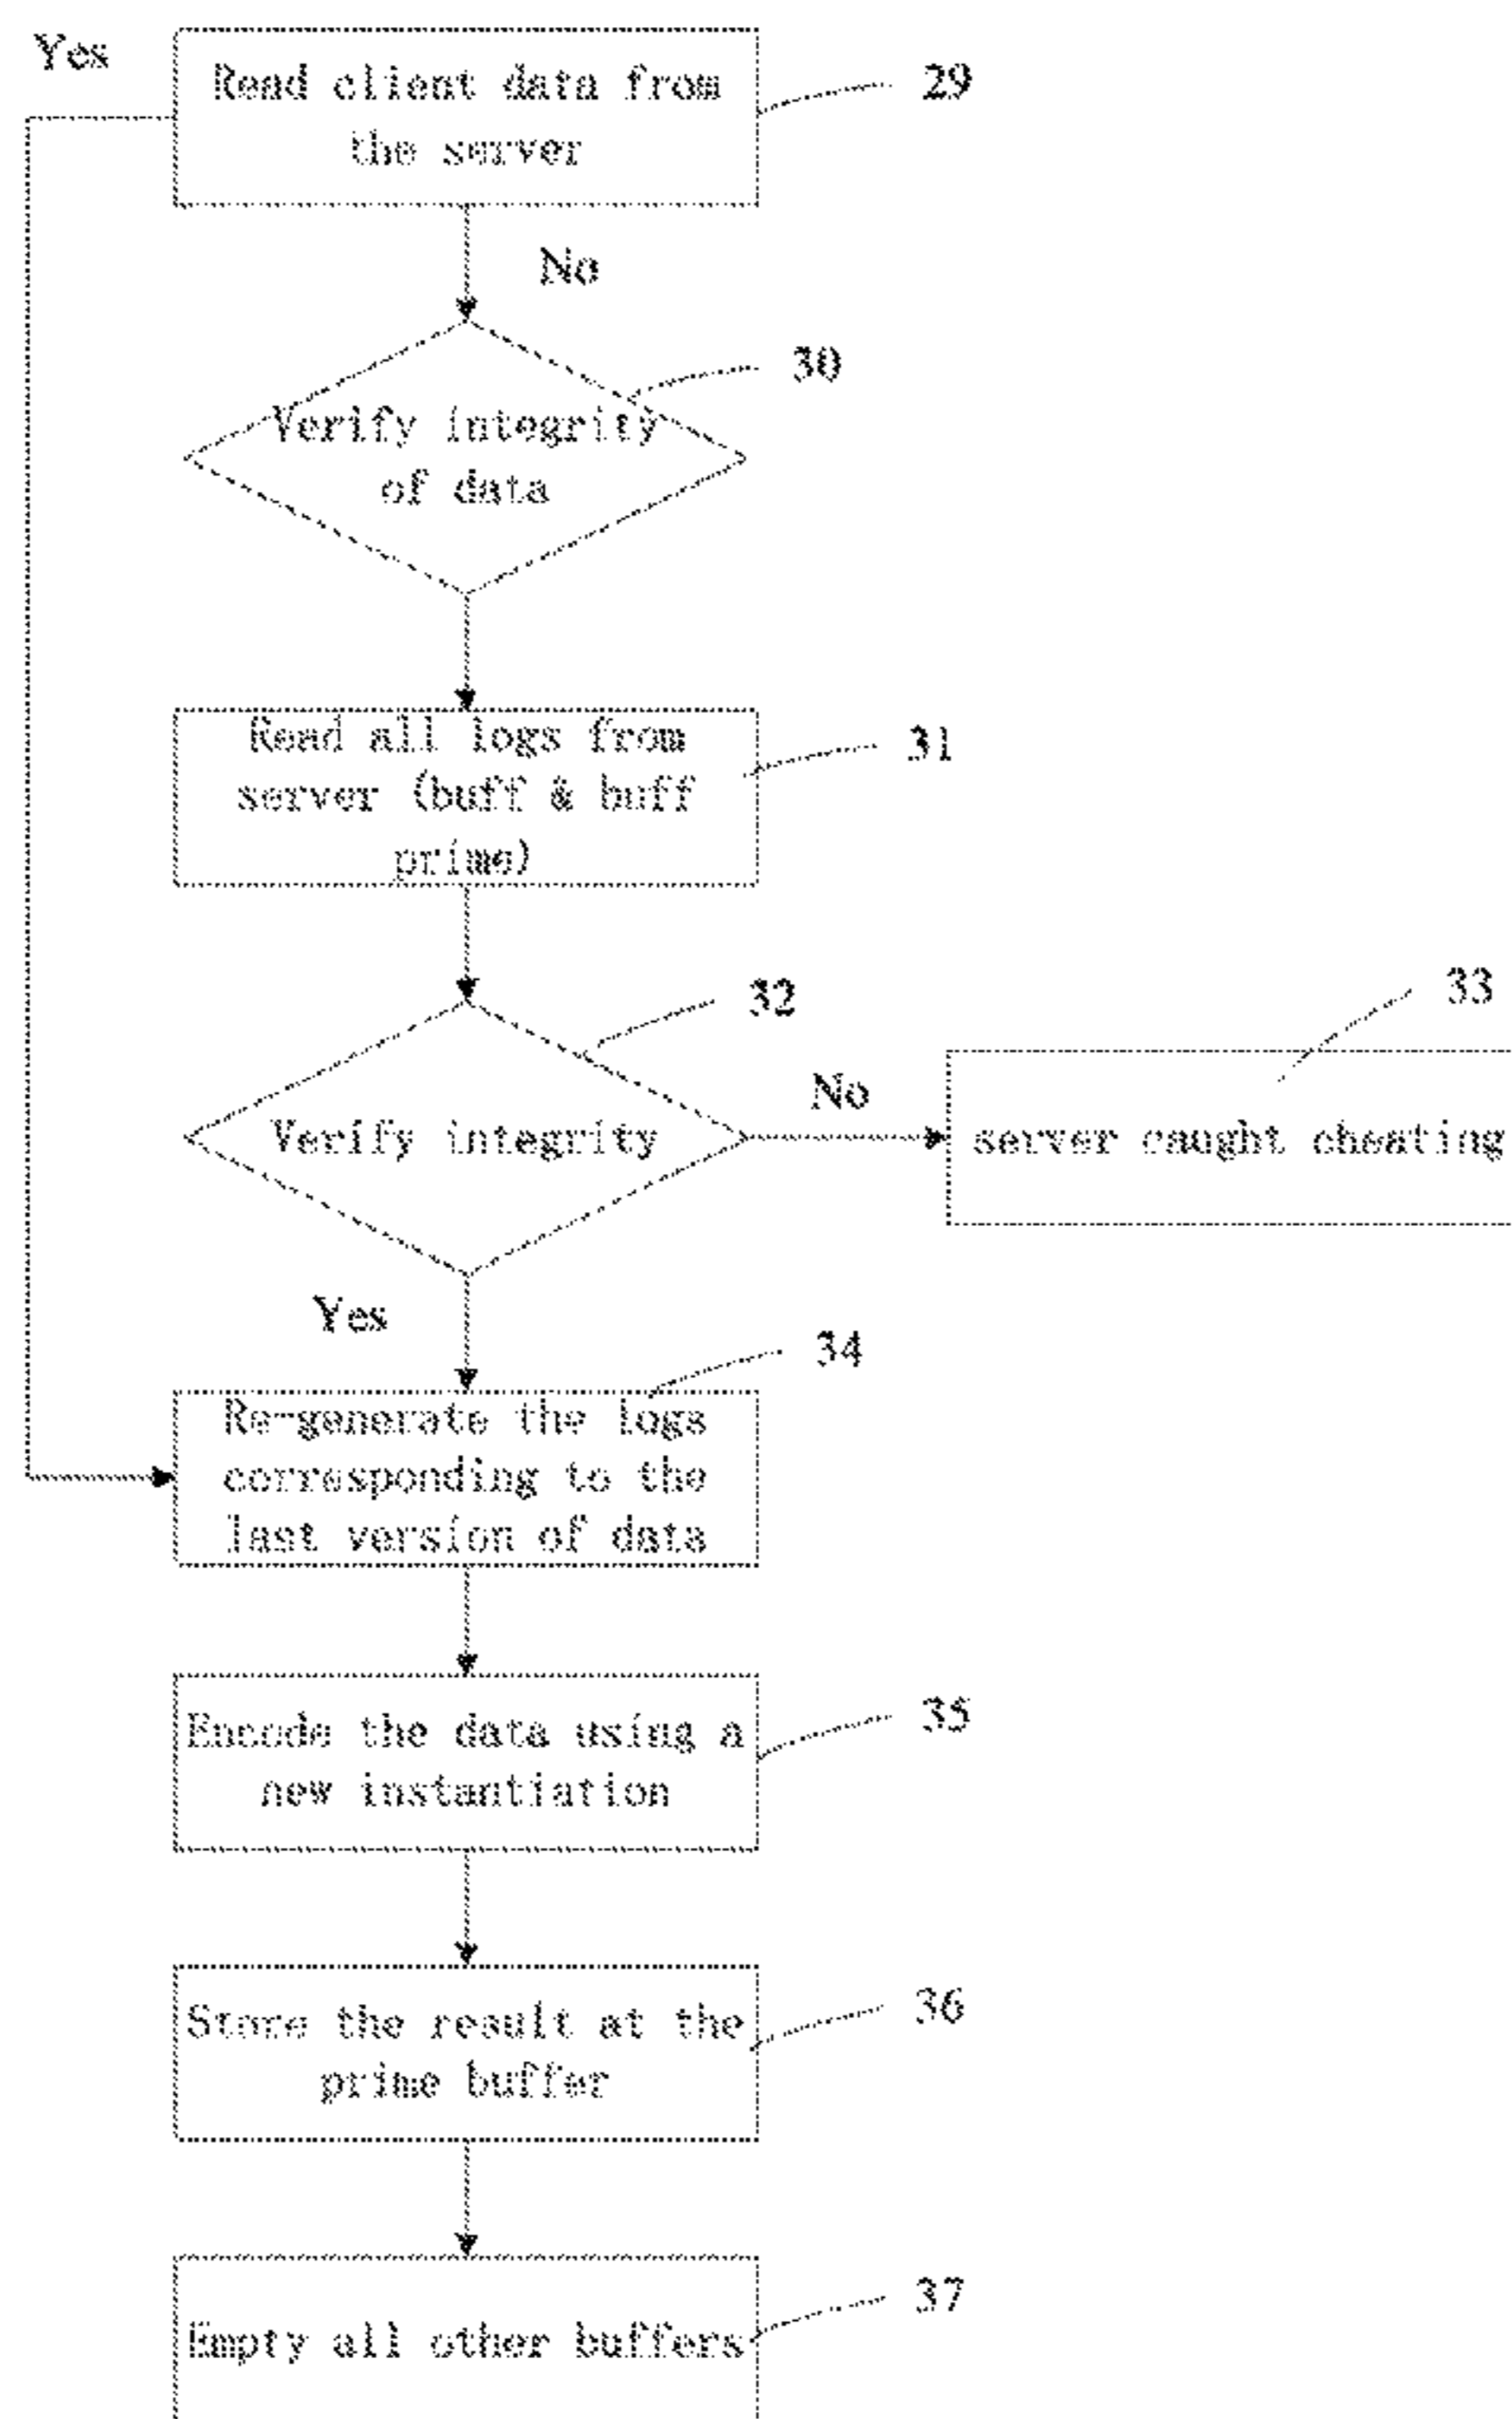 Yes
Read client data from
the server
29
No
30
Verify integrity
of data
Read all logs from
server (buff & buff
prime)
31
32
33
No
Verify integrity
server caught cheating
Yes
34
Re-generate the logs
corresponding to the
last version of data
Encode the data using a
new instantiation
35
Store the result at the
prime buffer
36
Empty all other buffers
37